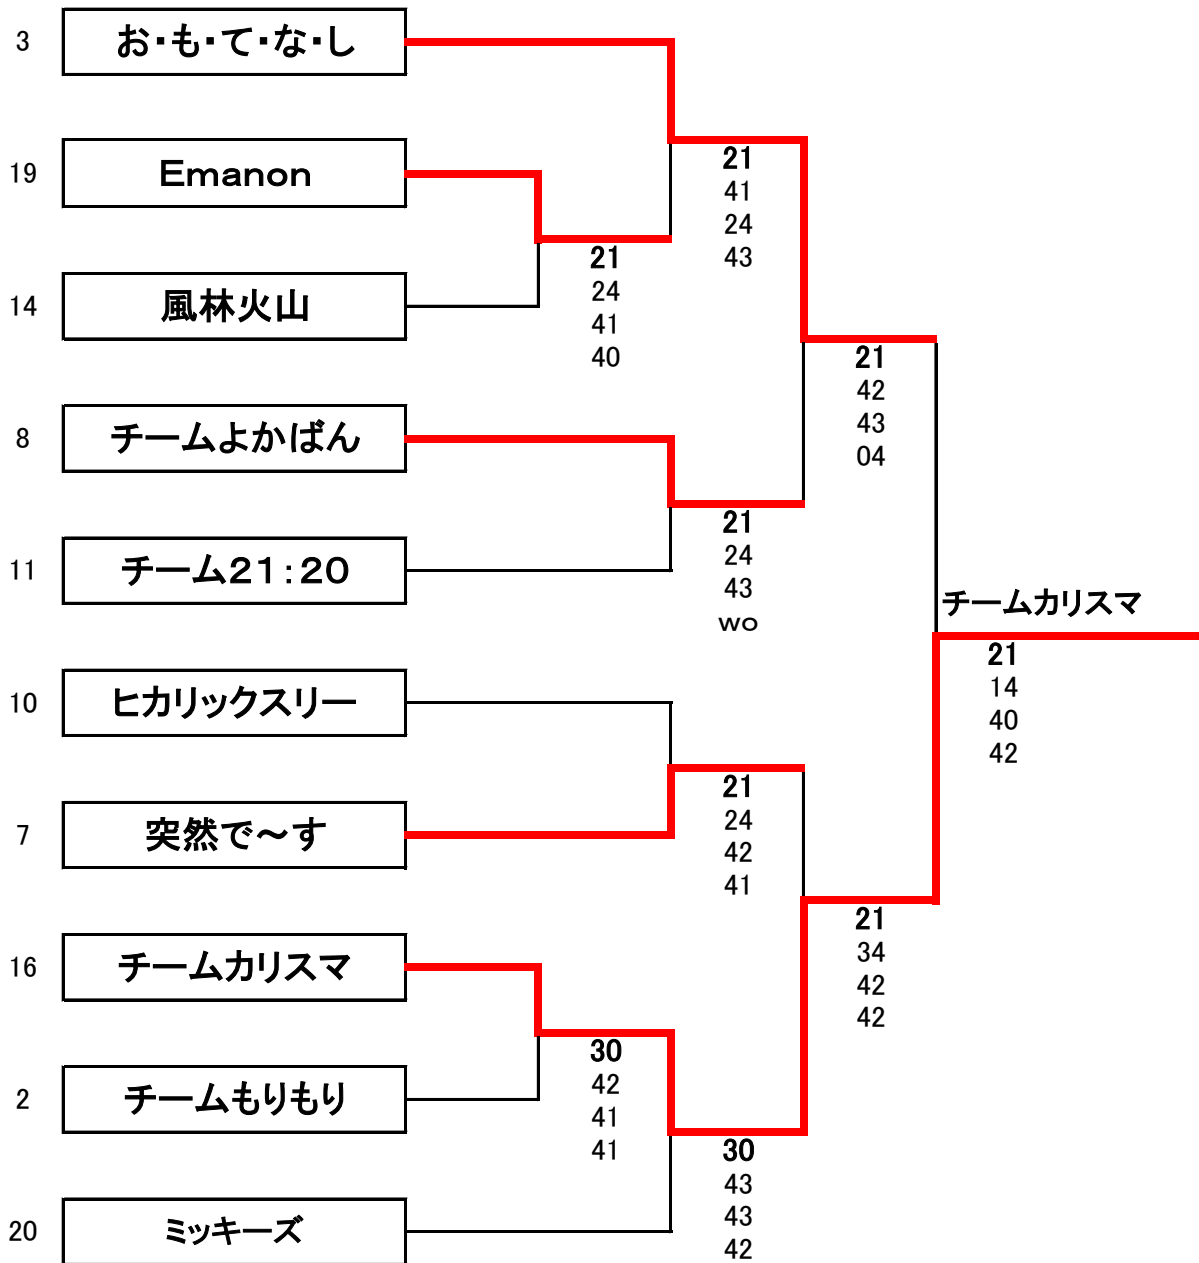 3 お・も・て・な・し
19 Emanon
21
41
24
43
14 風林火山
21
24
41
40
8 チームよかばん
21
42
43
04
11 チーム21:20
21
24
43
wo
チームカリスマ
21
14
40
42
10 ヒカリックスリー
7 突然で～す
21
24
42
41
16 チームカリスマ
21
34
42
42
2 チームもりもり
30
42
41
41
20 ミッキーズ
30
43
43
42